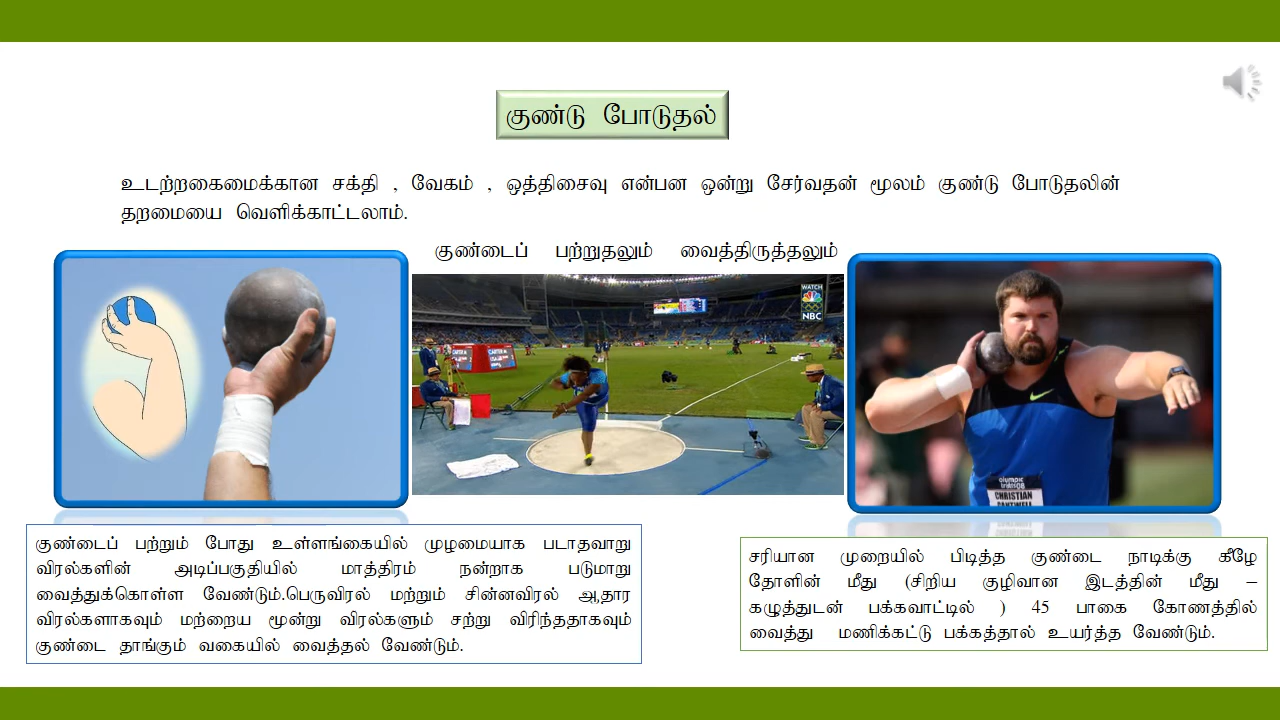 குண்டு போடுதல்
உடற்றகைமைக்கான சக்தி , வேகம் , ஒத்திசைவு என்பன ஒன்று சேர்வதன் மூலம் குண்டு போடுதலின்
தறமையை வெளிக்காட்டலாம்.
குண்டைப் பற்றுதலும் வைத்திருத்தலும்
WATCH
NBC
குண்டைப் பற்றும் போது உள்ளங்கையில் முழமையாக படாதவாறு
விரல்களின் அடிப்பகுதியில் மாத்திரம் நன்றாக படுமாறு
வைத்துக்கொள்ள வேண்டும்.பெருவிரல் மற்றும் சின்னவிரல் ஆ,தார
விரல்களாகவும் மற்றைய மூன்று விரல்களும் சற்று விரிந்ததாகவும்
குண்டை தாங்கும் வகையில் வைத்தல் வேண்டும்.
CHRISTIAN
சரியான முறையில் பிடித்த குண்டை நாடிக்கு கீழே
தோளின் மீது (சிறிய குழிவான இடத்தின் மீது –
கழுத்துடன் பக்கவாட்டில் ) 45 பாகை கோணத்தில்
வைத்து மணிக்கட்டு பக்கத்தால் உயர்த்த வேண்டும்.